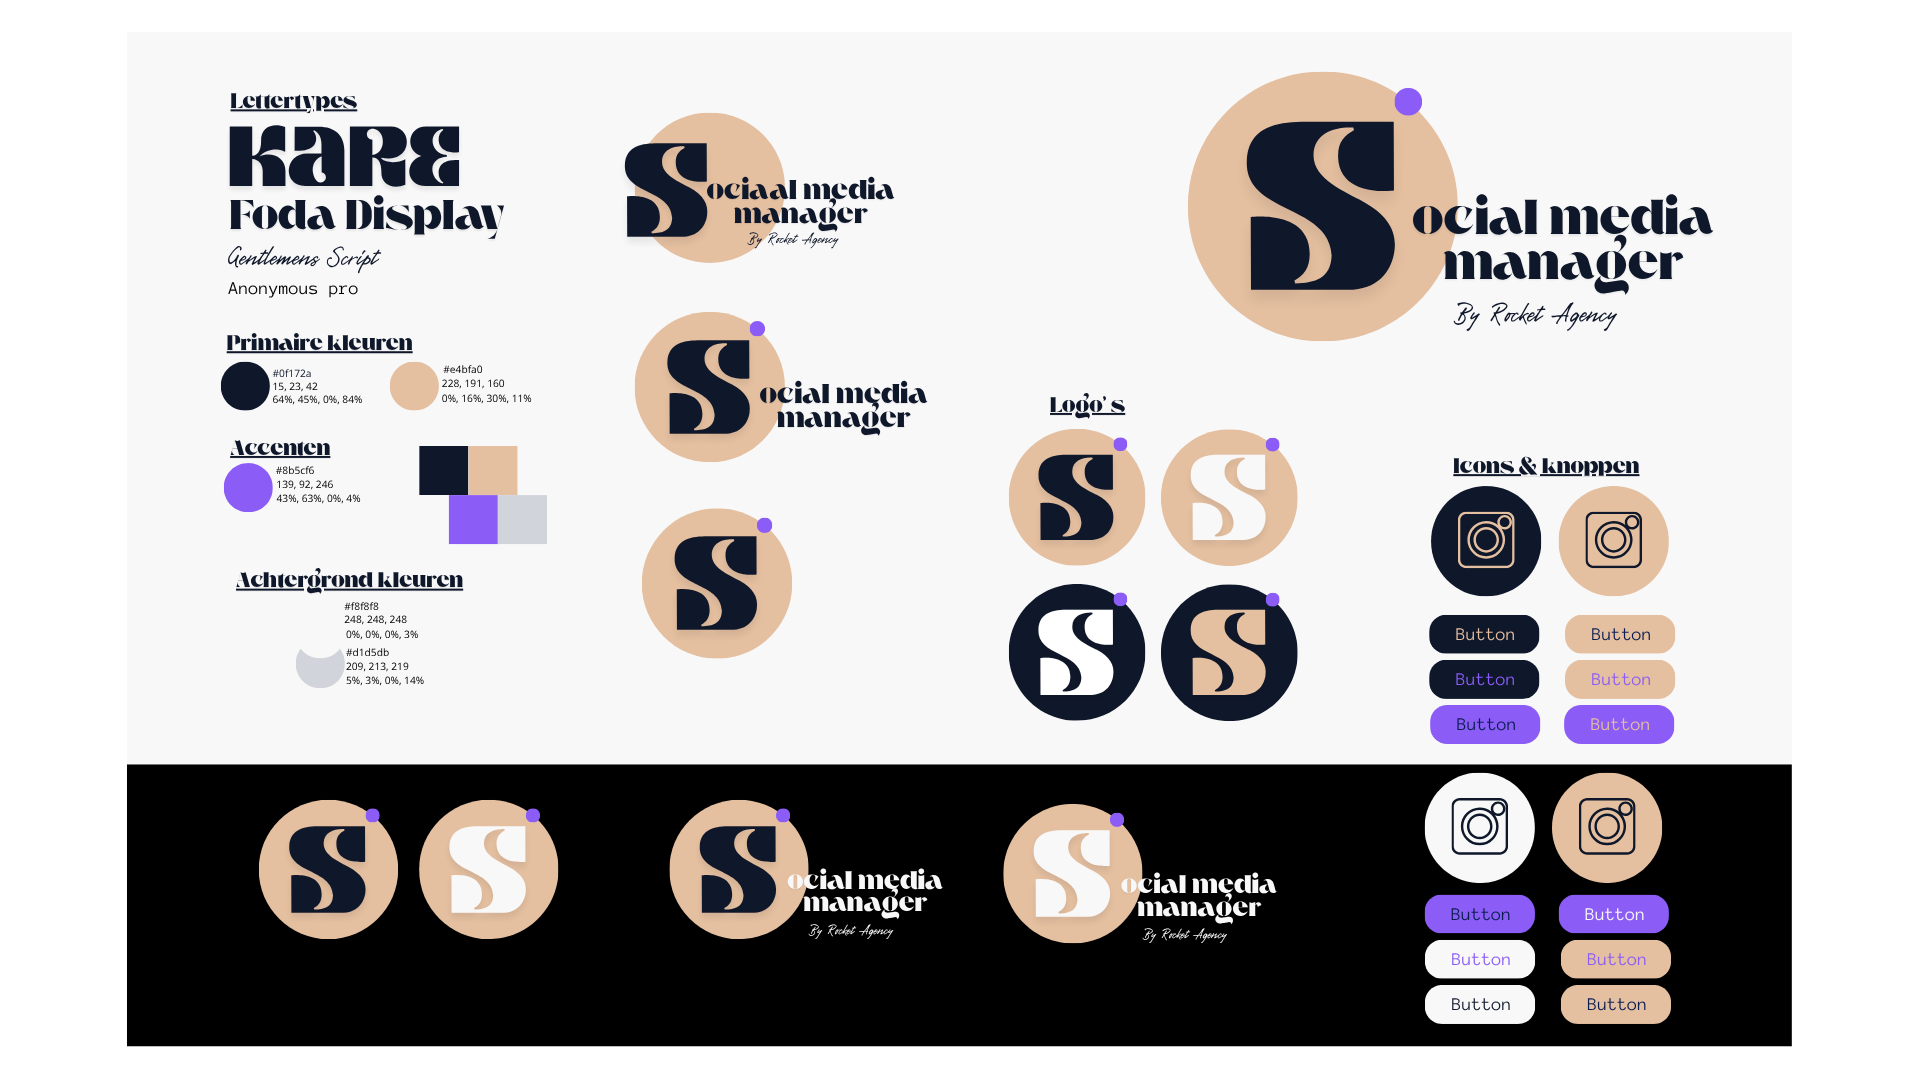 Lettertypes
KARE
Foda Display
Gentlemens Script
Anonymous pro
Primaire kleuren
#0f172a
15, 23, 42
64%, 45%, 0%, 84%
#e4bfa0
228, 191, 160
0%, 16%, 30%, 11%
Accenten
#8b5cf6
139, 92, 246
43%, 63%, 0%, 4%
Achtergrond kleuren
#f8f8f8
248, 248, 248
0%, 0%, 0%, 3%
#d1d5db
209, 213, 219
5%, 3%, 0%, 14%
Sociaal media
manager
By Rocket Agency
Social media
manager
S
Social media
manager
By Rocket Agency
Logo's
S
S
S
S
Icons & knoppen
Button
Button
Button
Button
Button
Button
S
S
Social media
manager
By Rocket Agency
Social media
manager
By Rocket Agency
Button
Button
Button
Button
Button
Button